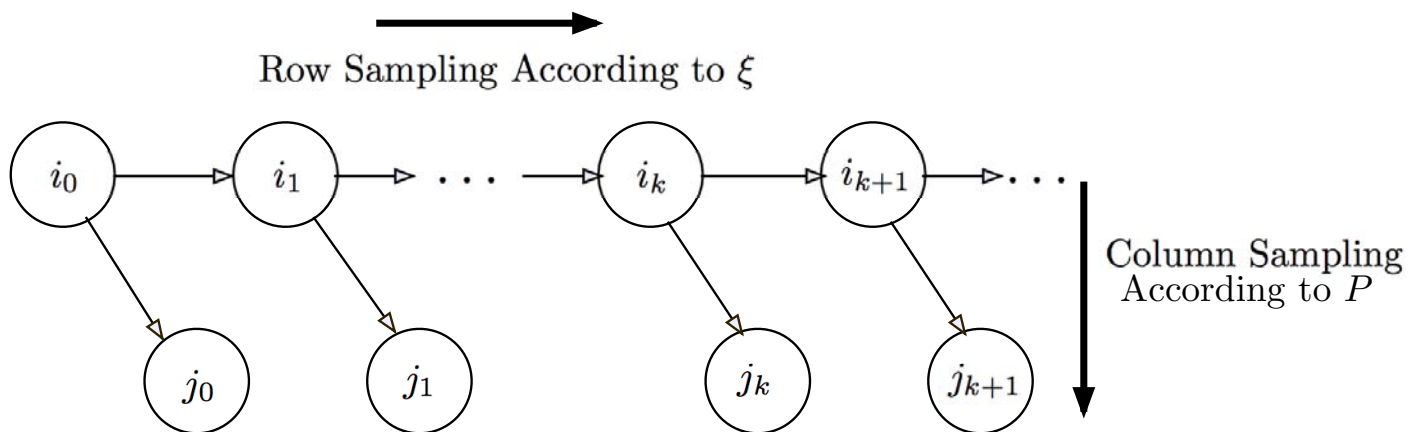 Row Sampling According to ξ
i₀ i₁ ... iₖ iₖ₊₁ ...
Column Sampling
According to P
j₀ j₁ jₖ jₖ₊₁